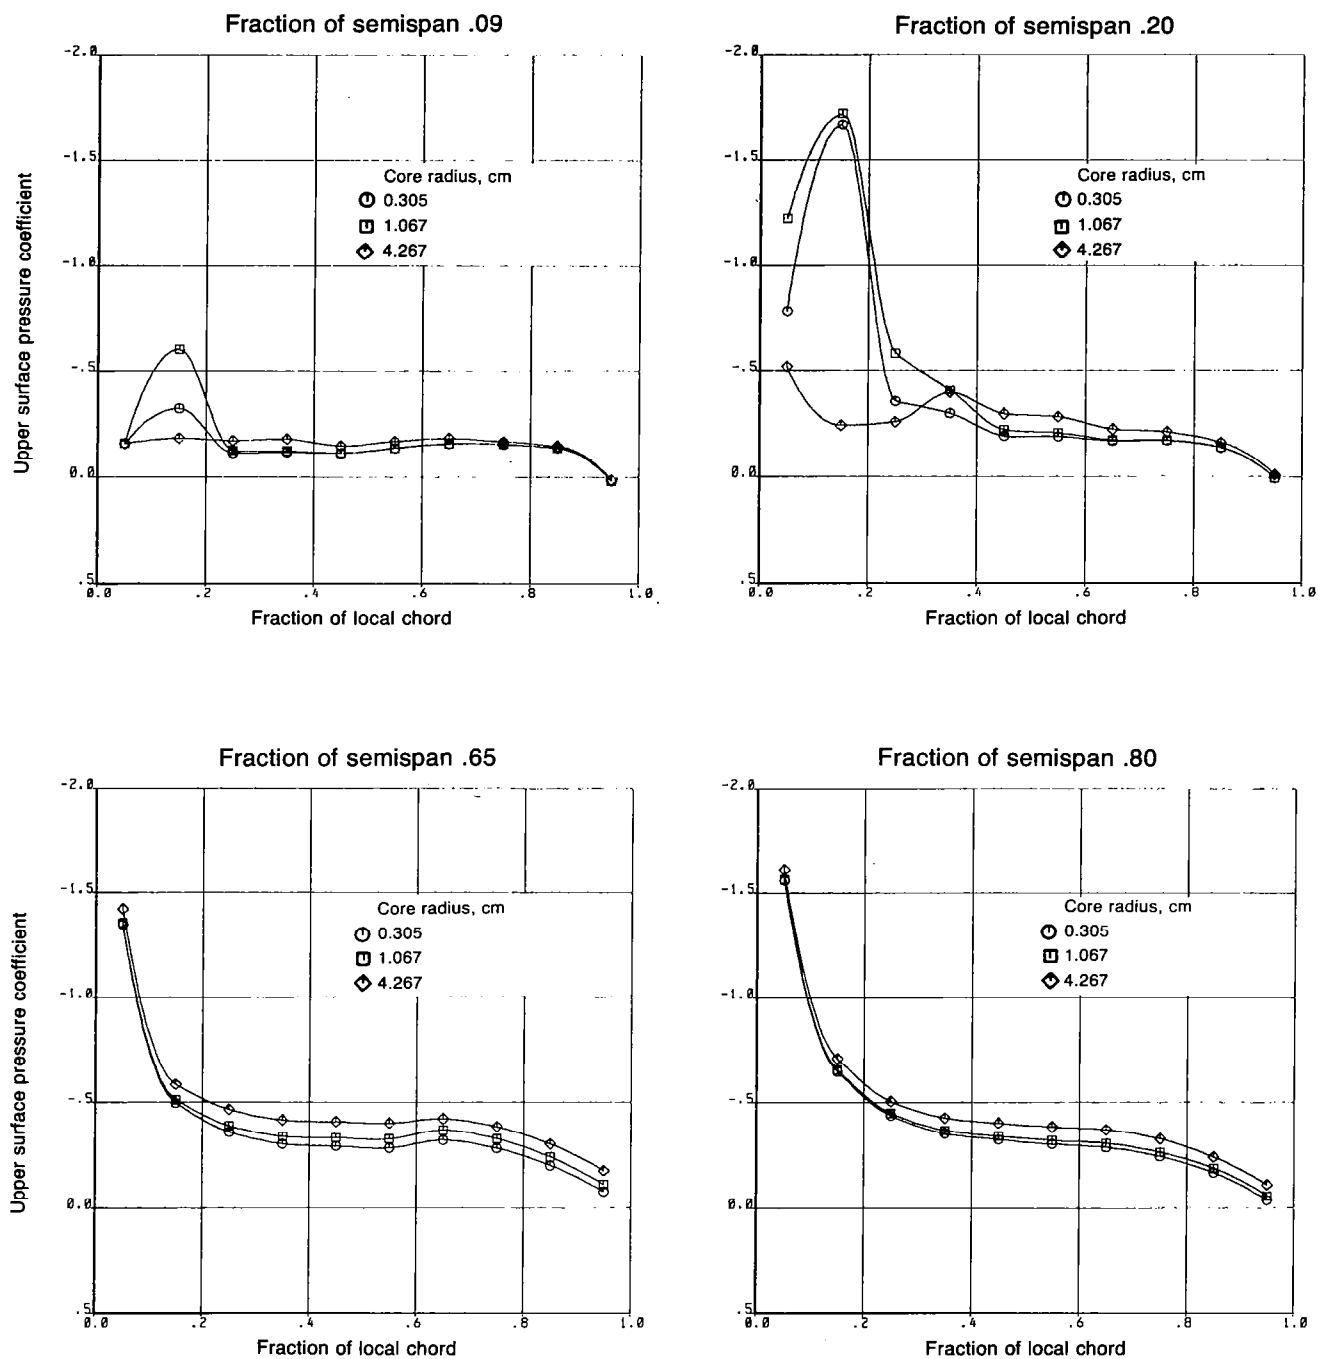 Fraction of semispan .09
-2.0
-1.5
-1.0
-.5
0.0
.5
Upper surface pressure coefficient
Core radius, cm
0.305
1.067
4.267
0.0 .2 .4 .6 .8 1.0
Fraction of local chord
Fraction of semispan .20
-2.0
-1.5
-1.0
-.5
0.0
.5
Core radius, cm
0.305
1.067
4.267
0.0 .2 .4 .6 .8 1.0
Fraction of local chord
Fraction of semispan .65
-2.0
-1.5
-1.0
-.5
0.0
.5
Upper surface pressure coefficient
Core radius, cm
0.305
1.067
4.267
0.0 .2 .4 .6 .8 1.0
Fraction of local chord
Fraction of semispan .80
-2.0
-1.5
-1.0
-.5
0.0
.5
Core radius, cm
0.305
1.067
4.267
0.0 .2 .4 .6 .8 1.0
Fraction of local chord